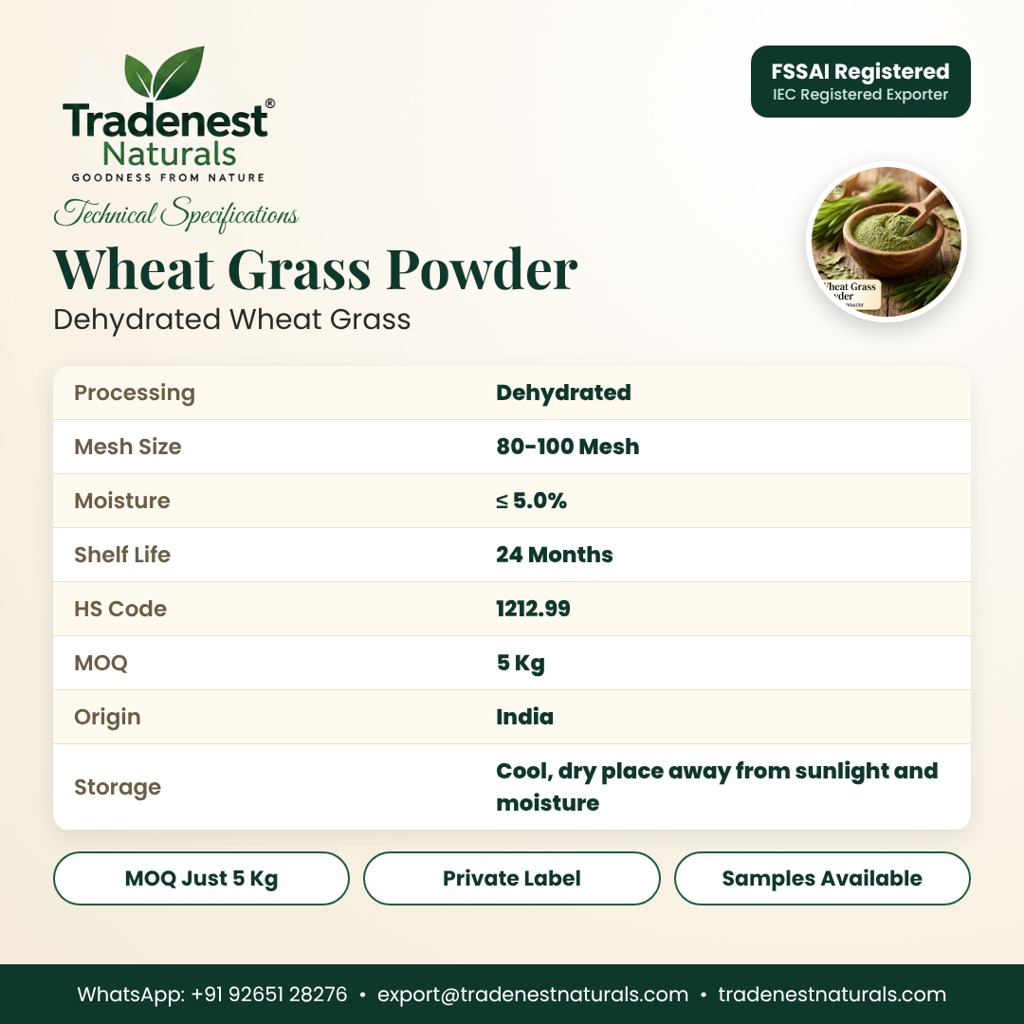 Tradenest®
Naturals
GOODNESS FROM NATURE
FSSAI Registered
IEC Registered Exporter
Technical Specifications
Wheat Grass Powder
Dehydrated Wheat Grass
Processing Dehydrated
Mesh Size 80-100 Mesh
Moisture ≤ 5.0%
Shelf Life 24 Months
HS Code 1212.99
MOQ 5 Kg
Origin India
Storage Cool, dry place away from sunlight and
moisture
MOQ Just 5 Kg
Private Label
Samples Available
WhatsApp: +91 92651 28276 • export@tradenestnaturals.com • tradenestnaturals.com